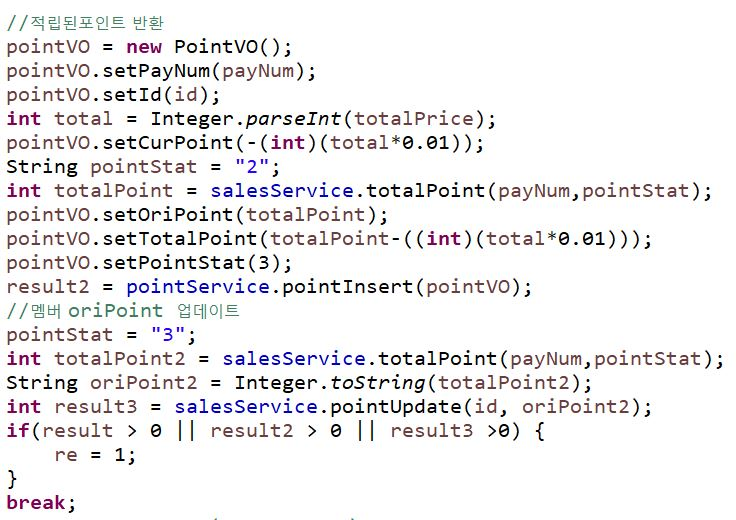 //적립된포인트 반환
pointVO = new PointVO();
pointVO.setPayNum(payNum);
pointVO.setId(id);
int total = Integer.parseInt(totalPrice);
pointVO.setCurPoint(-(int)(total*0.01));
String pointStat = "2";
int totalPoint = salesService.totalPoint(payNum,pointStat);
pointVO.setOriPoint(totalPoint);
pointVO.setTotalPoint(totalPoint-((int)(total*0.01)));
pointVO.setPointStat(3);
result2 = pointService.pointInsert(pointVO);
//멤버 oriPoint 업데이트
pointStat = "3";
int totalPoint2 = salesService.totalPoint(payNum,pointStat);
String oriPoint2 = Integer.toString(totalPoint2);
int result3 = salesService.pointUpdate(id, oriPoint2);
if(result > 0 || result2 > 0 || result3 >0) {
    re = 1;
}
break;